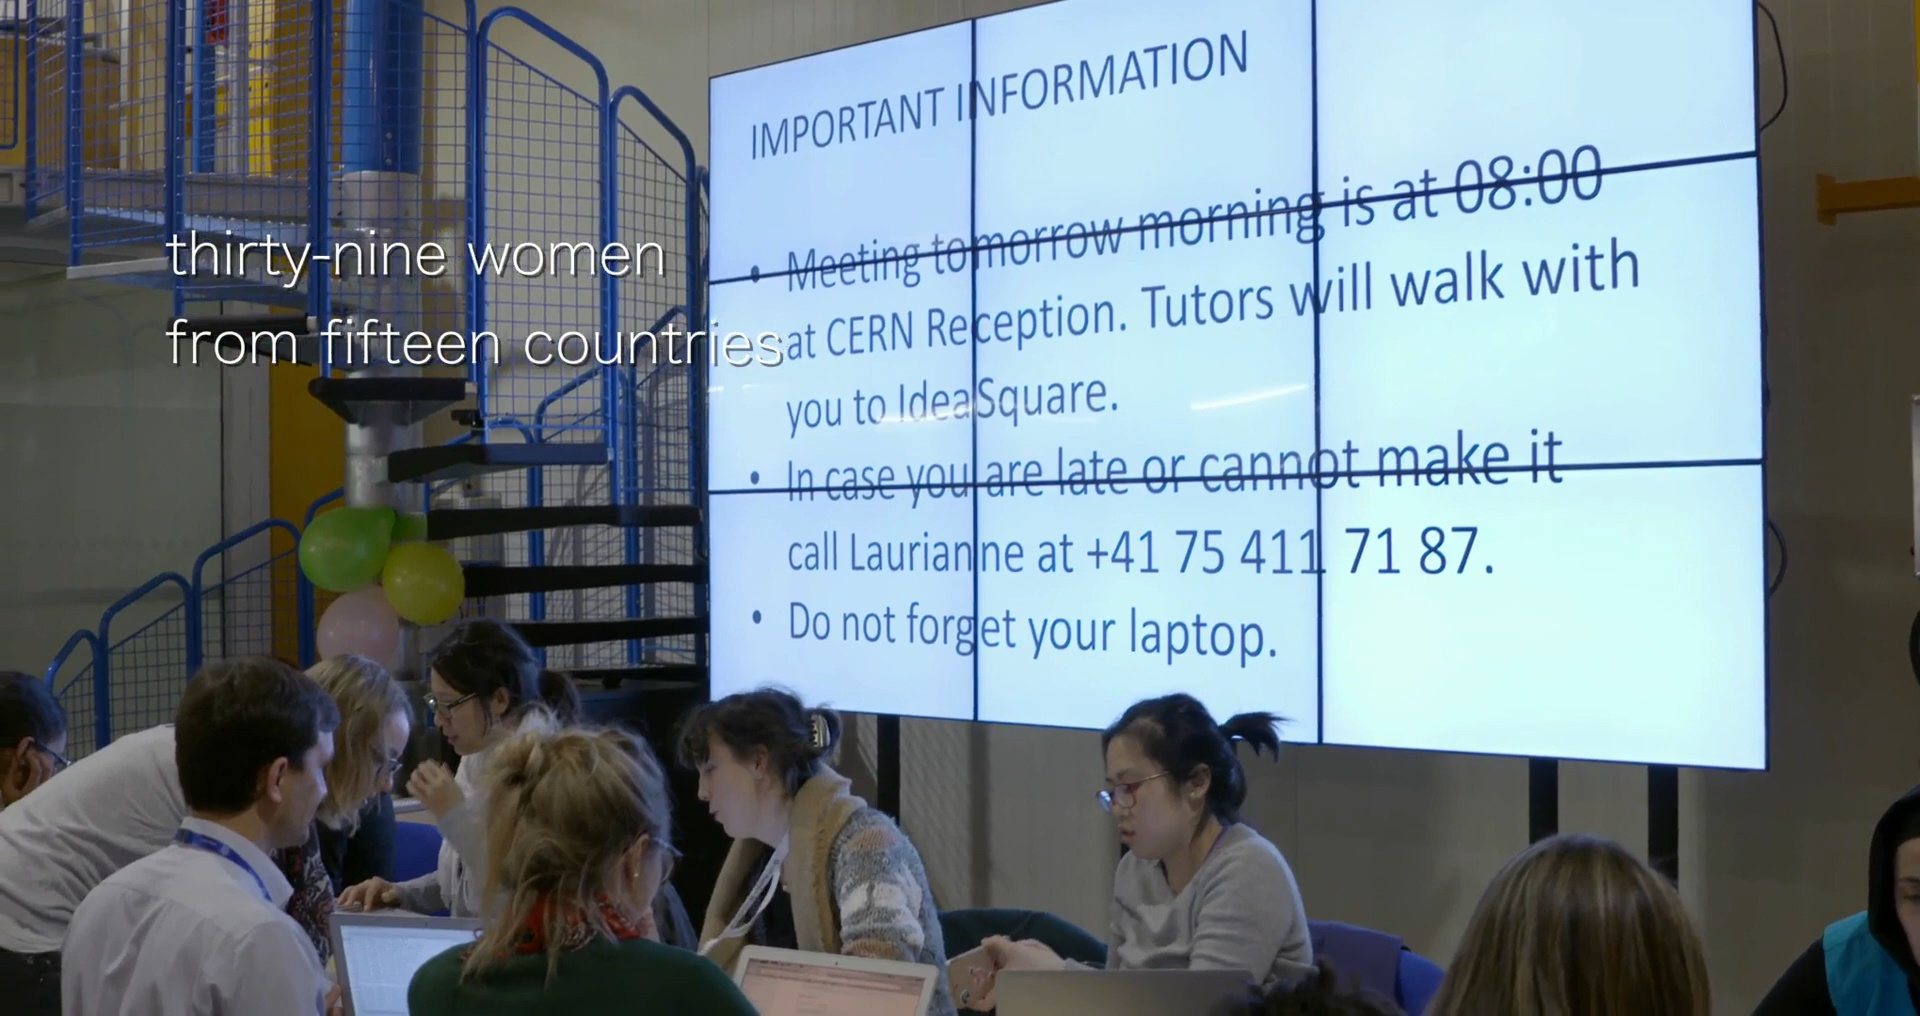 thirty-nine women
from fifteen countries
IMPORTANT INFORMATION
• Meeting tomorrow morning is at 08:00
at CERN Reception. Tutors will walk with
you to IdeaSquare.
• In case you are late or cannot make it
call Laurianne at +41 75 411 71 87.
• Do not forget your laptop.